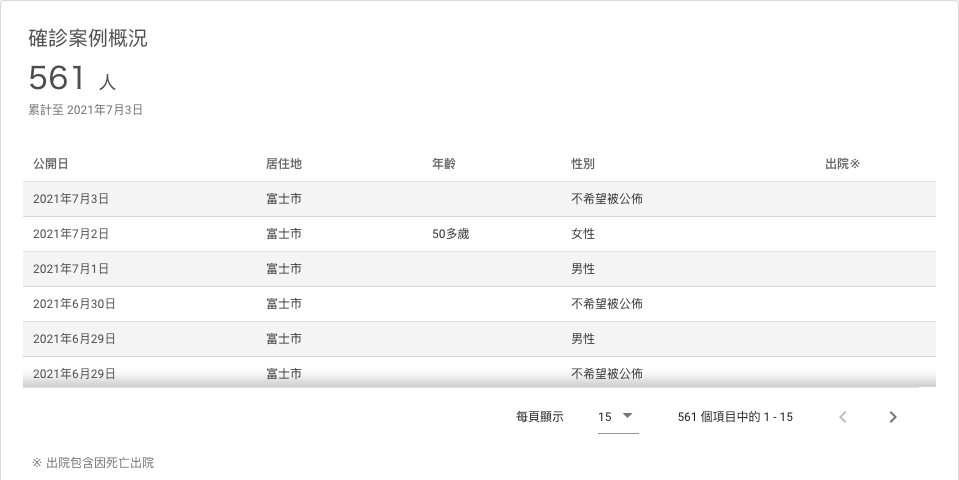 確診案例概況
561 人
累計至 2021年7月3日
公開日 居住地 年齡 性別 出院※
2021年7月3日 富士市 不希望被公佈
2021年7月2日 富士市 50多歲 女性
2021年7月1日 富士市 男性
2021年6月30日 富士市 不希望被公佈
2021年6月29日 富士市 男性
2021年6月29日 富士市 不希望被公佈
每頁顯示 15 561 個項目中的 1 - 15
※ 出院包含因死亡出院